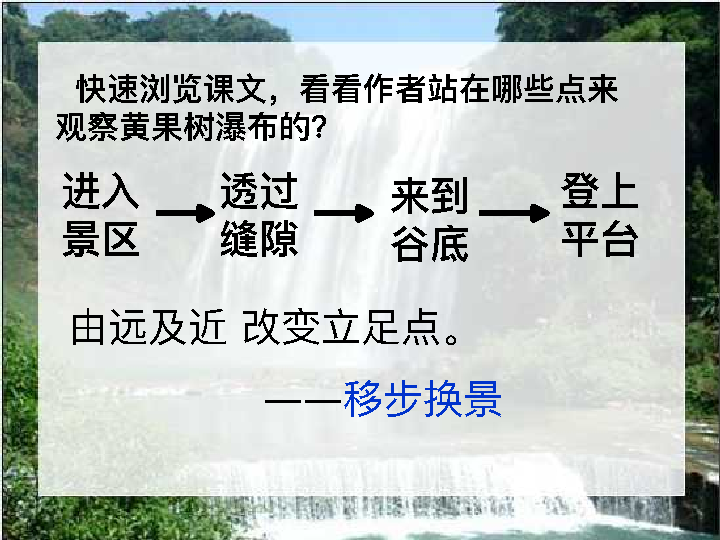 快速浏览课文，看看作者站在哪些点来
观察黄果树瀑布的?
进入 透过 来到 登上
景区 缝隙 谷底 平台
由远及近 改变立足点。
——移步换景